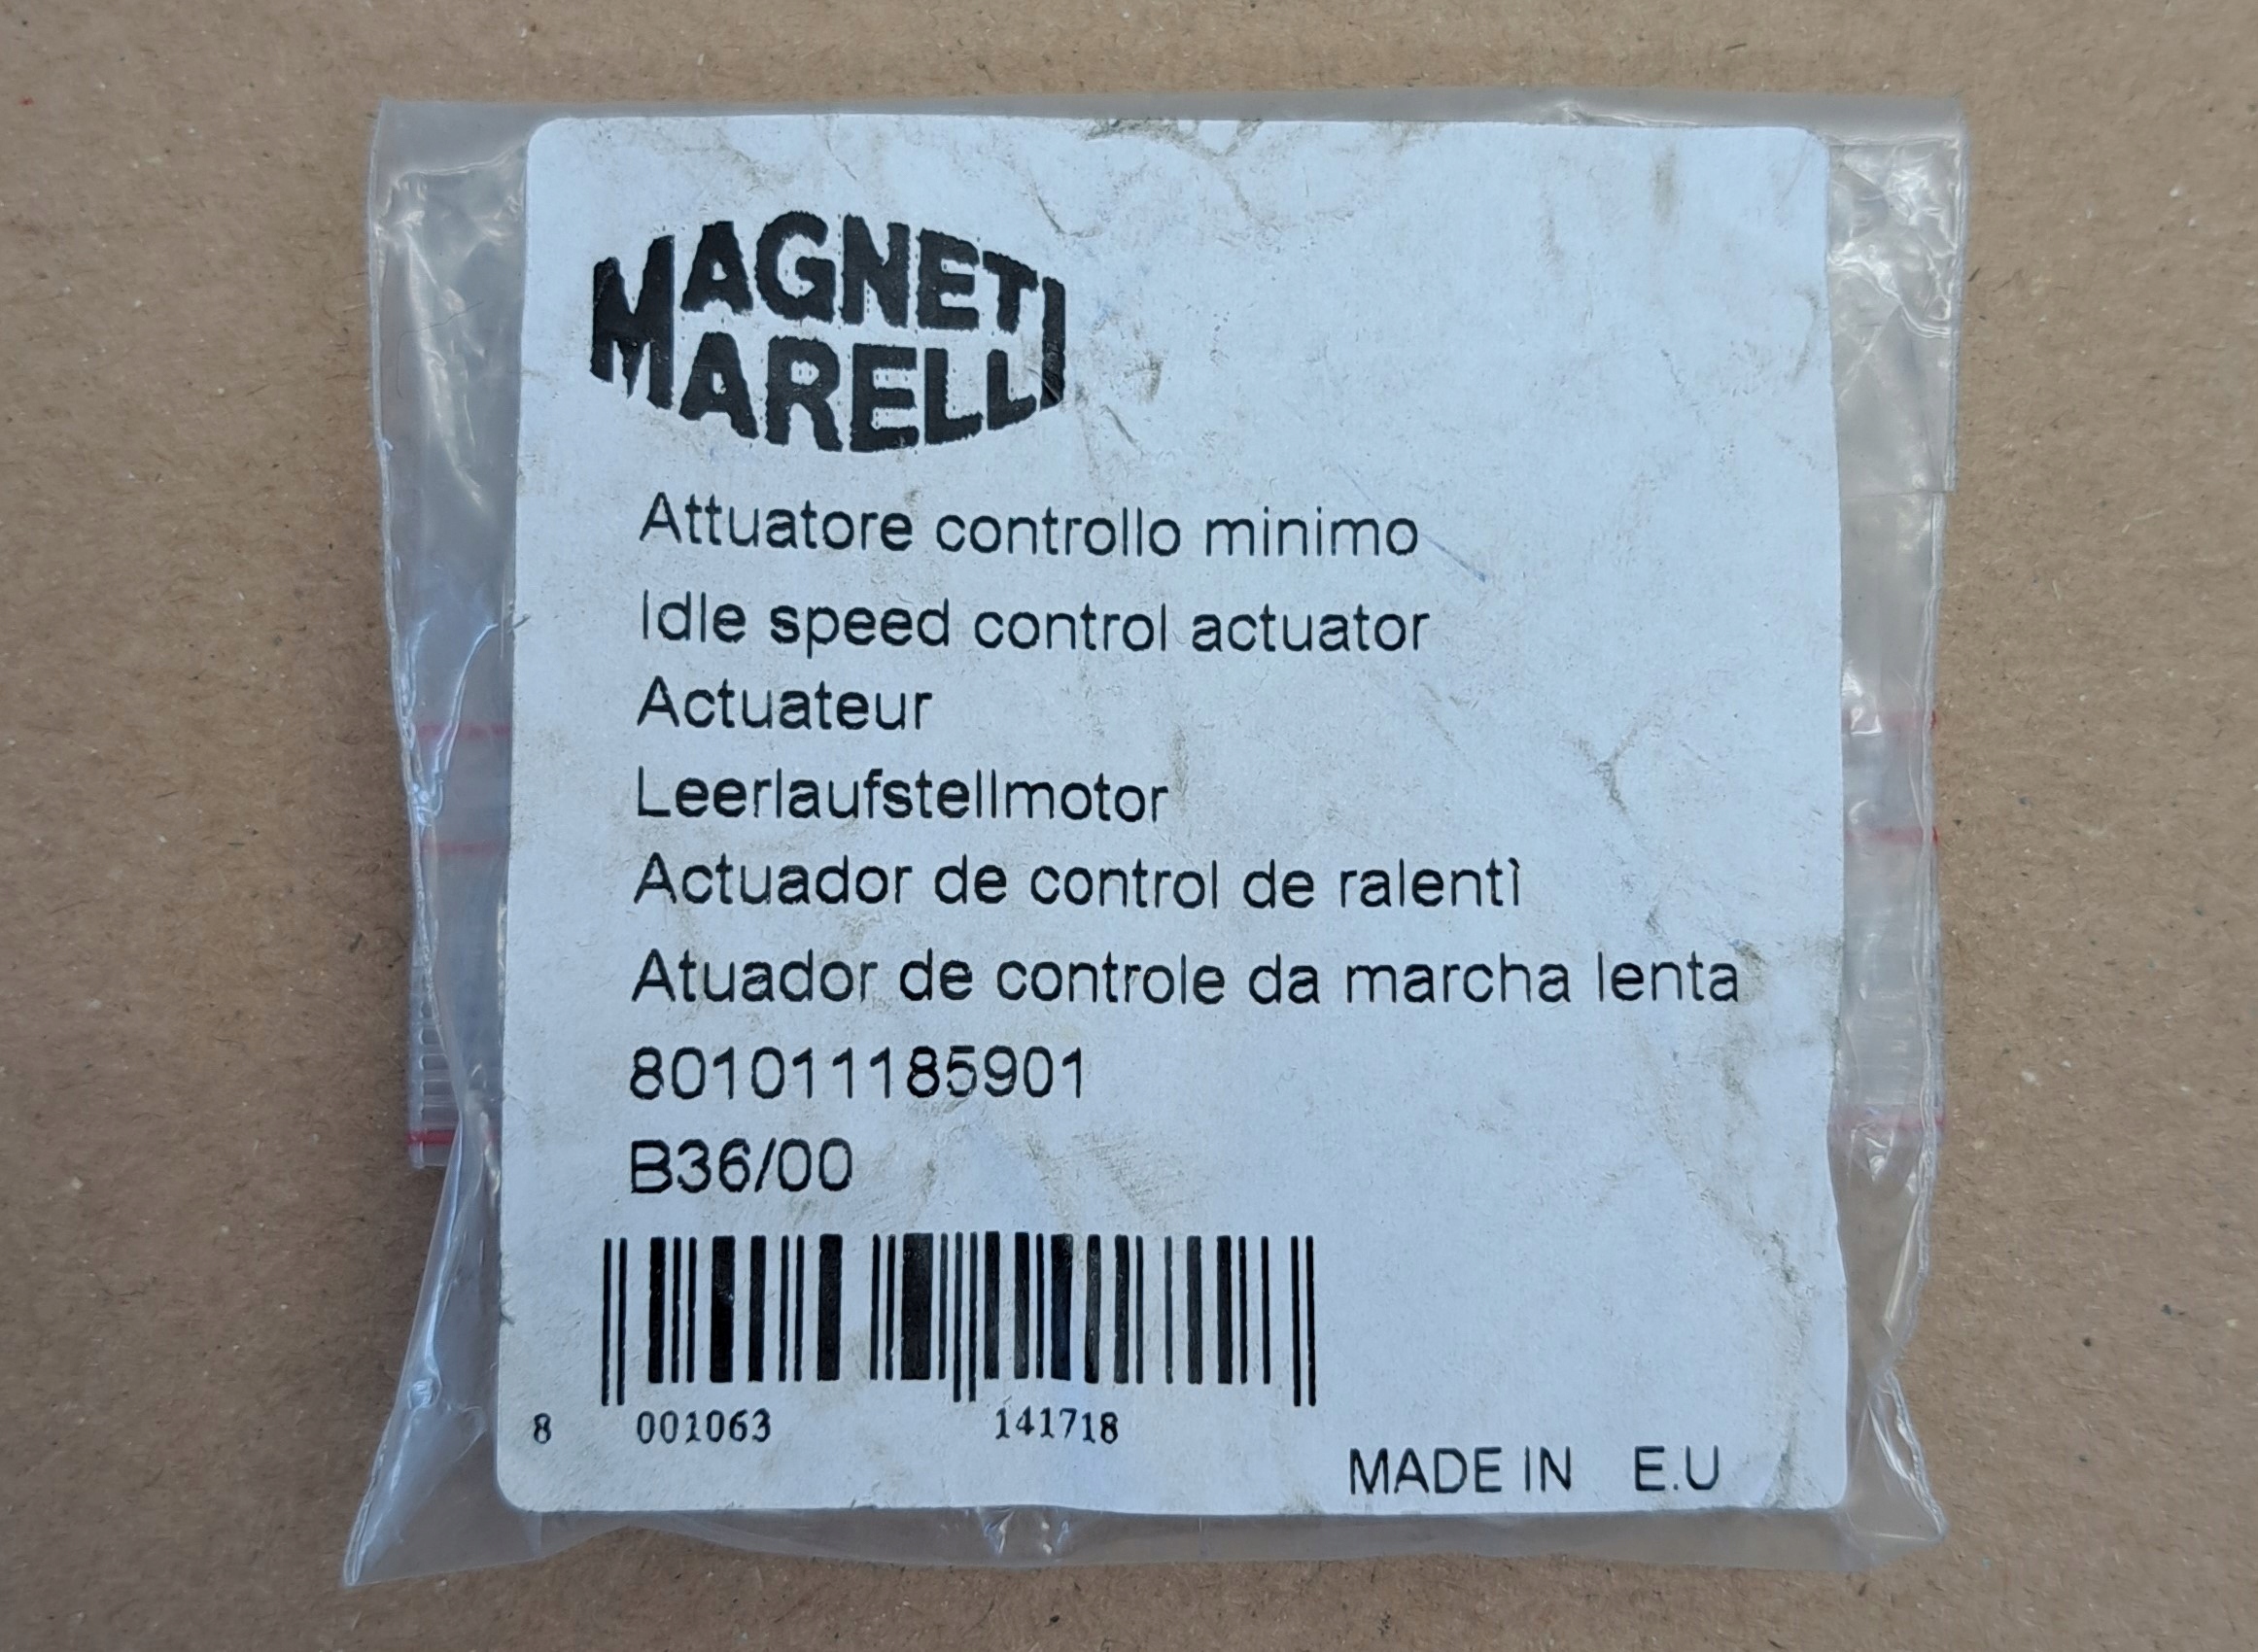 MAGNETI
MARELLI
Attuatore controllo minimo
Idle speed control actuator
Actuateur
Leerlaufstellmotor
Actuador de control de ralentì
Atuador de controle da marcha lenta
801011185901
B36/00
8 001063 141718
MADE IN E.U